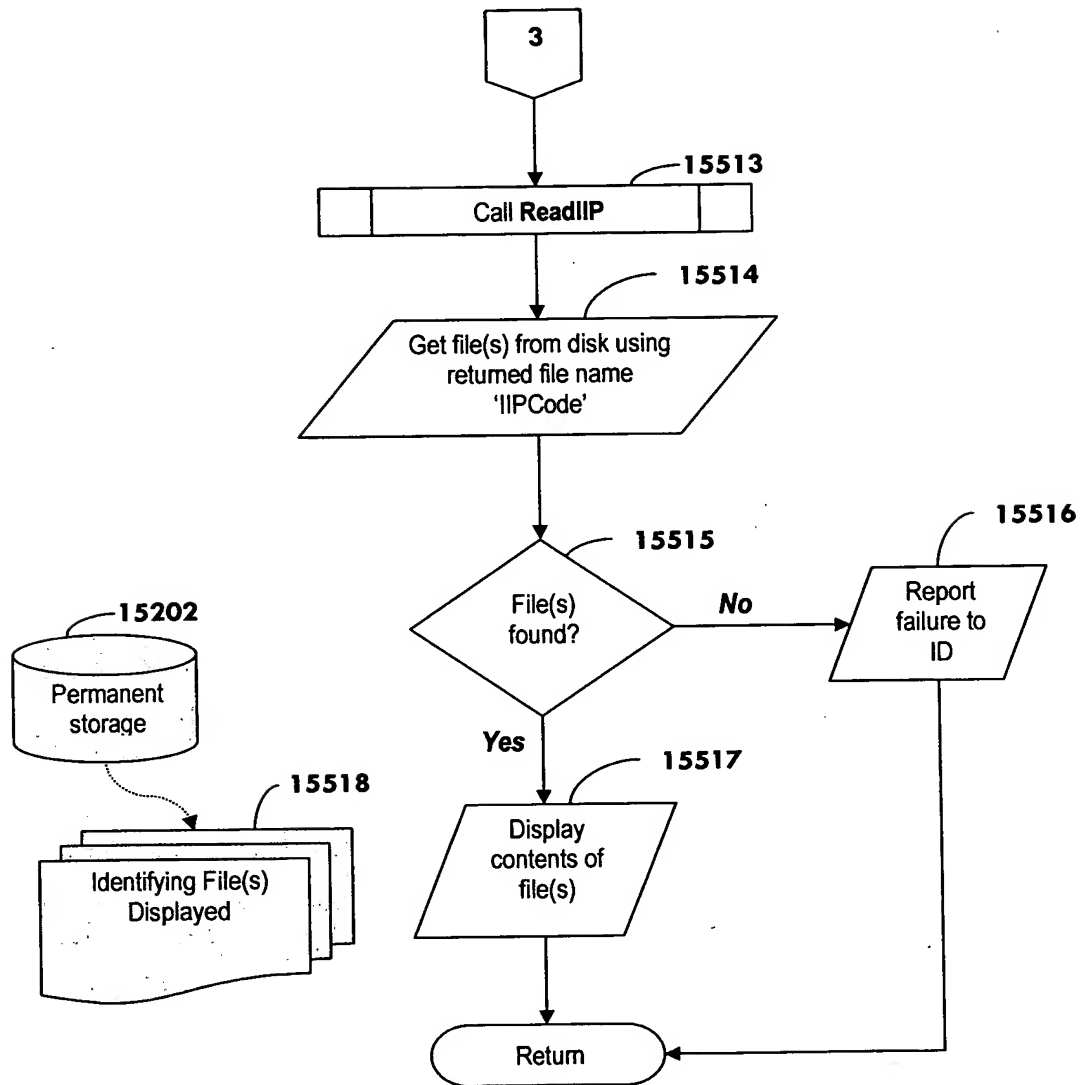 3
15513
Call ReadIIP
15514
Get file(s) from disk using
returned file name
'IIPCode'
15515
15516
File(s)
found?
No
Report
failure to
ID
15202
Permanent
storage
Yes
15517
15518
Display
contents of
file(s)
Identifying File(s)
Displayed
Return